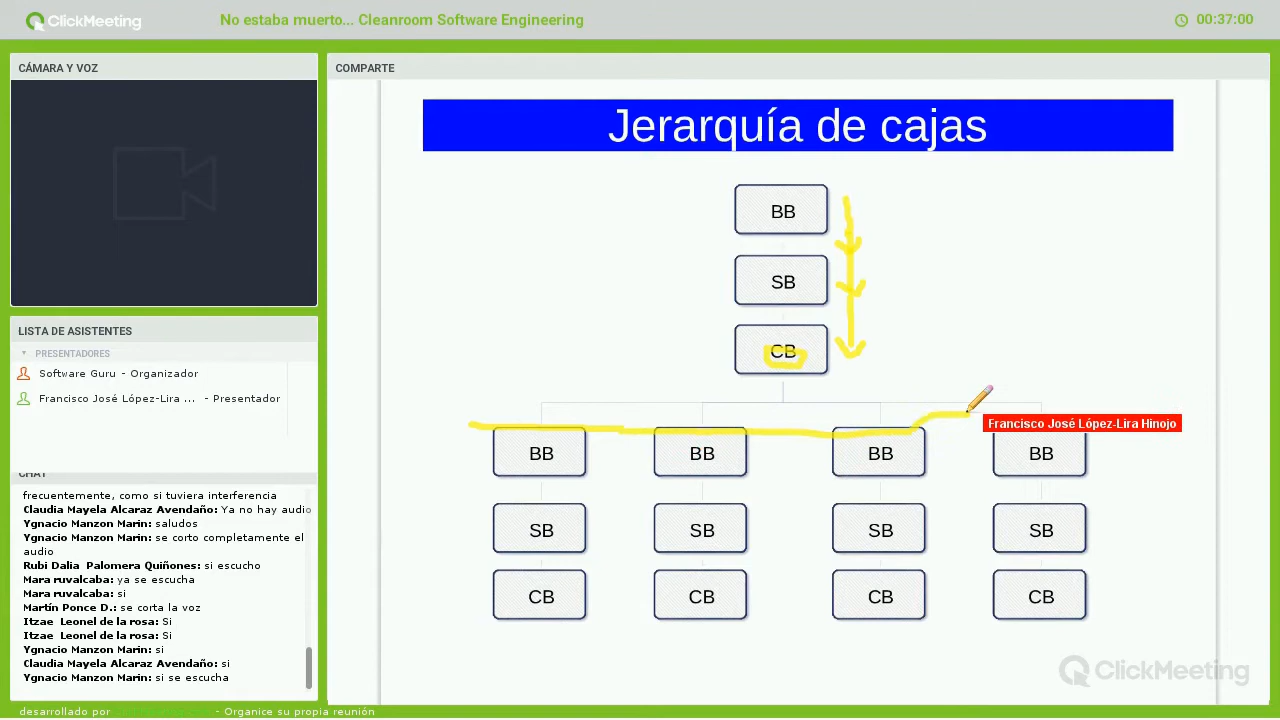 ClickMeeting
No estaba muerto... Cleanroom Software Engineering
00:37:00
CÁMARA Y VOZ
COMPARTE
LISTA DE ASISTENTES
PRESENTADORES
Software Guru - Organizador
Francisco José López-Lira ... - Presentador
CHAT
frecuentemente, como si tuviera interferencia
Claudia Mayela Alcaraz Avendaño: Ya no hay audio
Ygnacio Manzon Marin: saludos
Ygnacio Manzon Marin: se corto completamente el
audio
Rubi Dalia Palomera Quiñones: si escucho
Mara ruvalcaba: ya se escucha
Mara ruvalcaba: si
Martín Ponce D.: se corta la voz
Itzae Leonel de la rosa: Si
Itzae Leonel de la rosa: Si
Ygnacio Manzon Marin: si
Claudia Mayela Alcaraz Avendaño: si
Ygnacio Manzon Marin: si se escucha
Jerarquía de cajas
BB
SB
CB
Francisco José López-Lira Hinojo
BB BB BB BB
SB SB SB SB
CB CB CB CB
ClickMeeting
desarrollado por - Organice su propia reunión